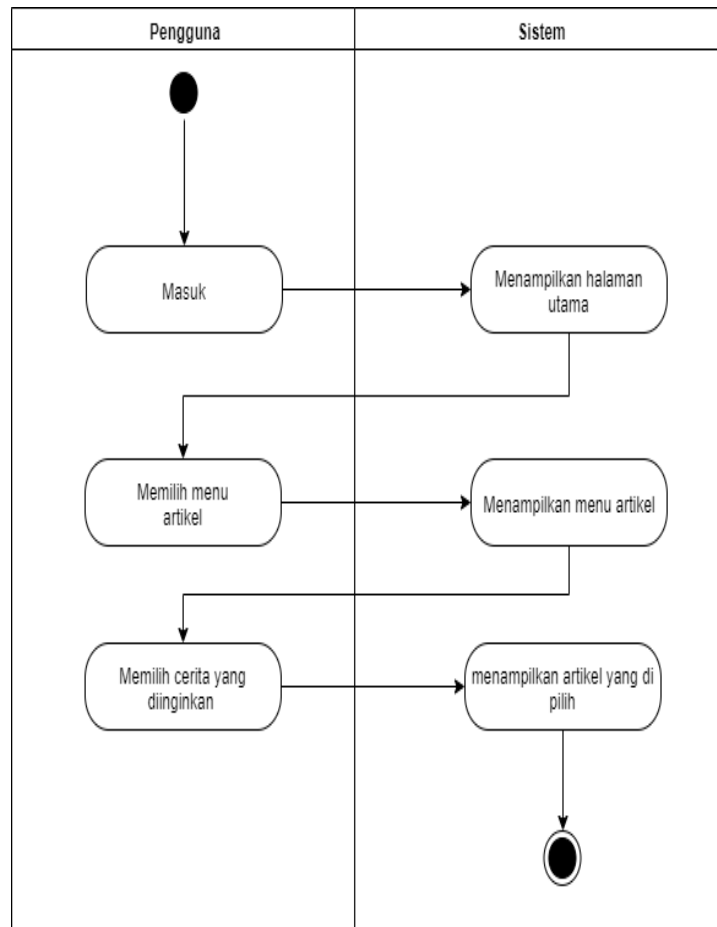 Pengguna
Sistem
Masuk
Menampilkan halaman
utama
Memilih menu
artikel
Menampilkan menu artikel
Memilih cerita yang
diinginkan
menampilkan artikel yang di
pilih